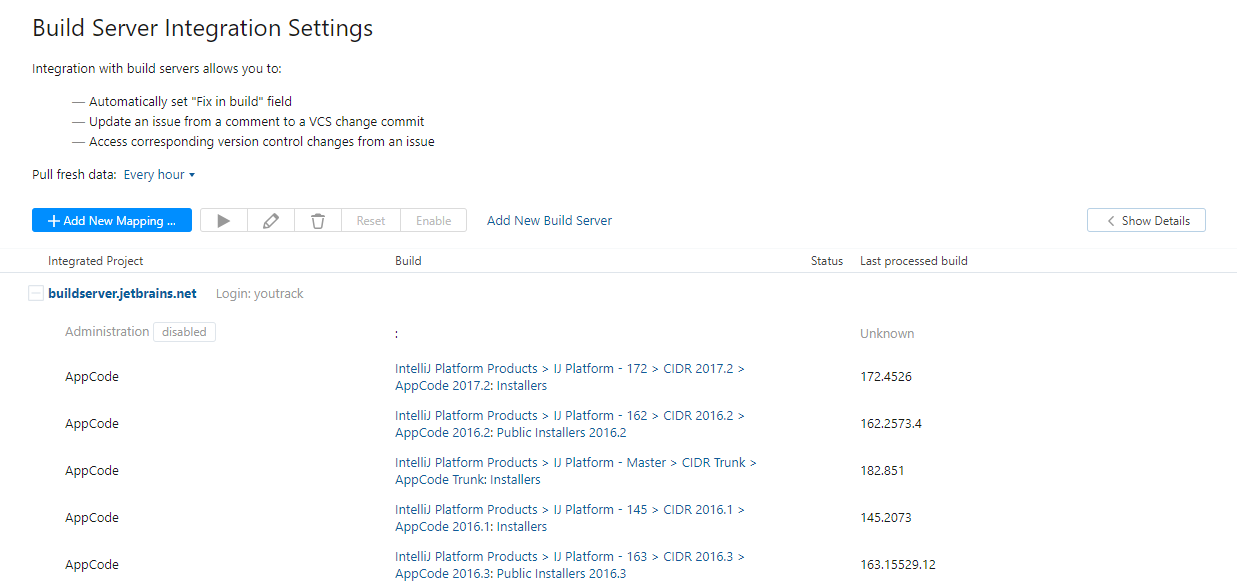 Build Server Integration Settings
Integration with build servers allows you to:
— Automatically set "Fix in build" field
— Update an issue from a comment to a VCS change commit
— Access corresponding version control changes from an issue
Pull fresh data: Every hour
Add New Mapping ... Reset Enable Add New Build Server Show Details
Integrated Project Build Status Last processed build
buildserver.jetbrains.net Login: youtrack
Administration disabled : Unknown
AppCode IntelliJ Platform Products > IJ Platform - 172 > CIDR 2017.2 > 172.4526
AppCode 2017.2: Installers
AppCode IntelliJ Platform Products > IJ Platform - 162 > CIDR 2016.2 > 162.2573.4
AppCode 2016.2: Public Installers 2016.2
AppCode IntelliJ Platform Products > IJ Platform - Master > CIDR Trunk > 182.851
AppCode Trunk: Installers
AppCode IntelliJ Platform Products > IJ Platform - 145 > CIDR 2016.1 > 145.2073
AppCode 2016.1: Installers
AppCode IntelliJ Platform Products > IJ Platform - 163 > CIDR 2016.3 > 163.15529.12
AppCode 2016.3: Public Installers 2016.3